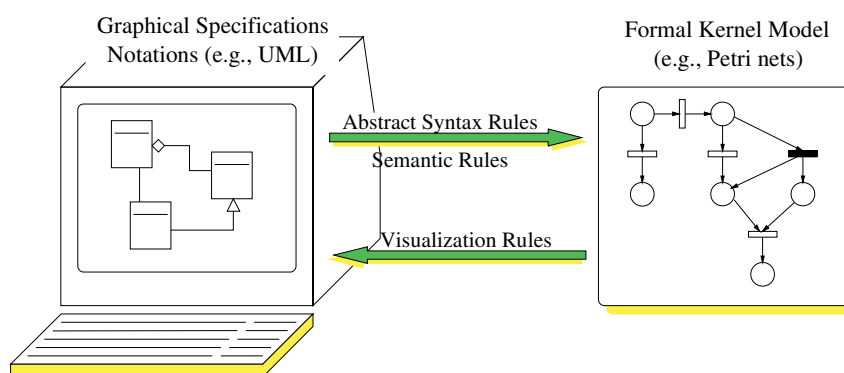 Graphical Specifications
Notations (e.g., UML)
Formal Kernel Model
(e.g., Petri nets)
Abstract Syntax Rules
Semantic Rules
Visualization Rules